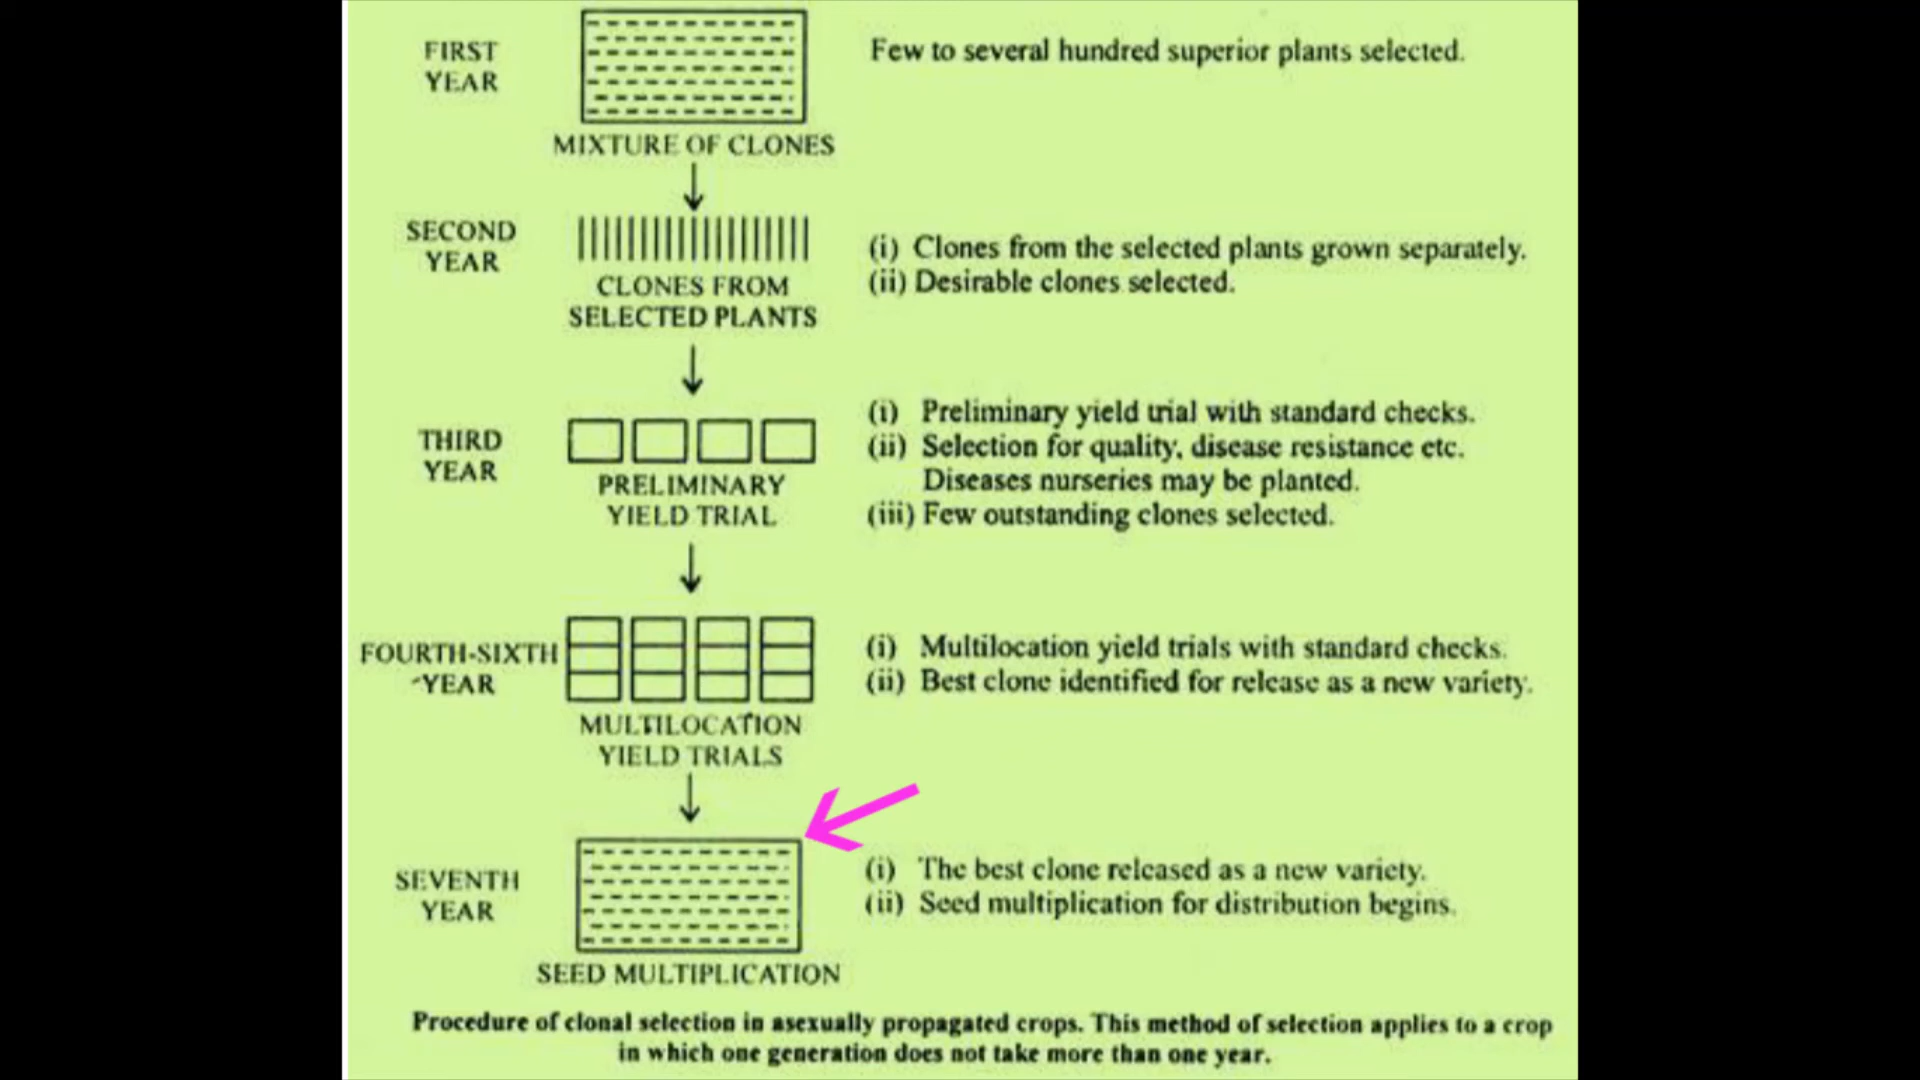 FIRST
YEAR
Few to several hundred superior plants selected.
MIXTURE OF CLONES
SECOND
YEAR
(i) Clones from the selected plants grown separately.
(ii) Desirable clones selected.
CLONES FROM
SELECTED PLANTS
THIRD
YEAR
(i) Preliminary yield trial with standard checks.
(ii) Selection for quality, disease resistance etc.
Diseases nurseries may be planted.
(iii) Few outstanding clones selected.
PRELIMINARY
YIELD TRIAL
FOURTH-SIXTH
YEAR
(i) Multilocation yield trials with standard checks.
(ii) Best clone identified for release as a new variety.
MULTILOCATION
YIELD TRIALS
SEVENTH
YEAR
(i) The best clone released as a new variety.
(ii) Seed multiplication for distribution begins.
SEED MULTIPLICATION
Procedure of clonal selection in asexually propagated crops. This method of selection applies to a crop
in which one generation does not take more than one year.